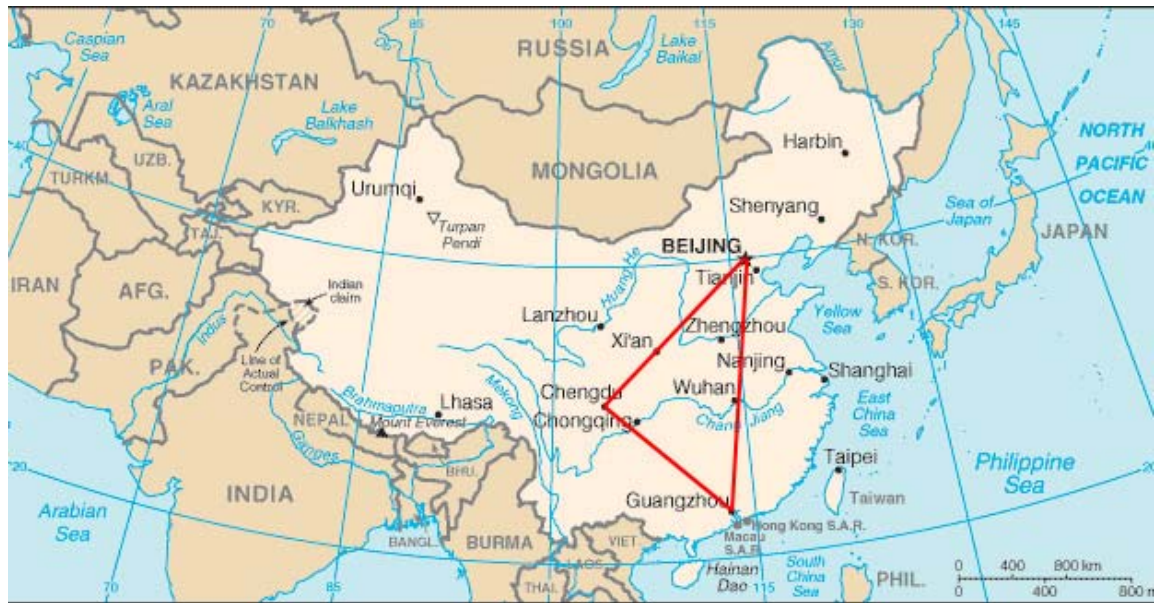 70
85
100
115
130
145
Caspian
Sea
RUSSIA
Lake
Baikal
Amur
KAZAKHSTAN
Aral
Sea
Lake
Balkhash
Harbin
NORTH
PACIFIC
OCEAN
40
UZB.
MONGOLIA
TURKM.
Urumqi
KYR.
Turpan
Pendi
Shenyang
Sea of
Japan
TAJ.
BEIJING
N. KOR.
JAPAN
IRAN
AFG.
Indian
claim
Tianjin
S. KOR.
Huang He
Indus
Lanzhou
Zhengzhou
Yellow
Sea
Xi'an
PAK.
Line of
Actual
Control
Nanjing
Shanghai
Mekong
Chengdu
Wuhan
Brahmaputra
Lhasa
Chongqing
Chang Jiang
East
China
Sea
NEPAL
Mount Everest
Ganges
BHU.
Taipei
20
INDIA
Philippine
Sea
20
Guangzhou
Taiwan
Arabian
Sea
Hong Kong S.A.R.
Macau
S.A.R.
BANGL.
BURMA
VIET.
LAOS
Hainan
Dao
South
China
Sea
THAI.
PHIL.
70
85
115
0 400 800 km
0 400 800 m